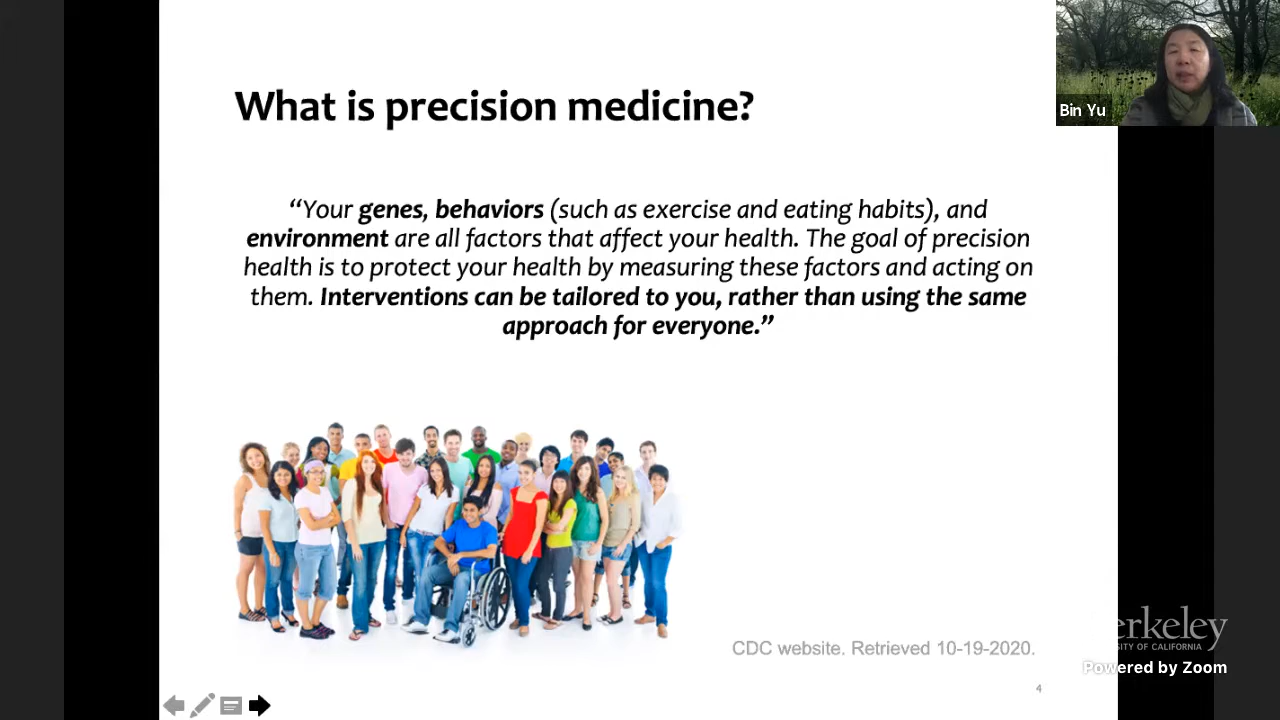 What is precision medicine?
Bin Yu
“Your genes, behaviors (such as exercise and eating habits), and
environment are all factors that affect your health. The goal of precision
health is to protect your health by measuring these factors and acting on
them. Interventions can be tailored to you, rather than using the same
approach for everyone.”
CDC website. Retrieved 10-19-2020.
4
erkeley
SITY OF CALIFORNIA
Powered by Zoom